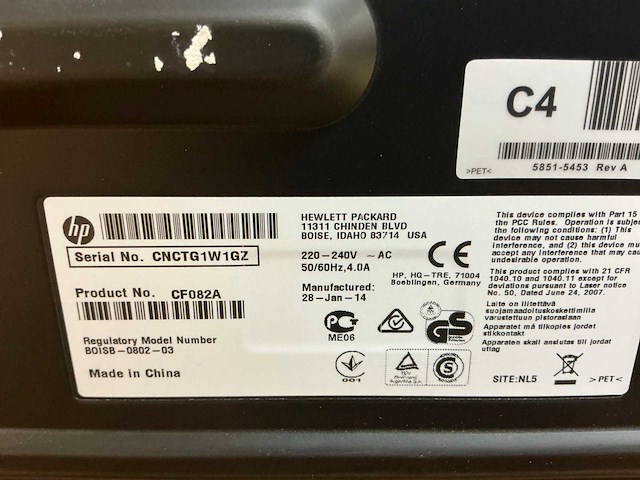 C4
>PET<
5851-5453 Rev A
hp
Serial No. CNCTG1W1GZ
Product No. CF082A
Regulatory Model Number
BOISB-0802-03
Made in China
HEWLETT PACKARD
11311 CHINDEN BLVD
BOISE, IDAHO 83714 USA
220-240V ~ AC
50/60Hz,4.0A
Manufactured:
28-Jan-14
CE
HP, HQ-TRE, 71004
Boeblingen, Germany
ME06
GS
001
TÜV
Argentina S.A.
S
This device complies with Part 15
the FCC Rules. Operation is subjec
the following two conditions: (1) This
device may not cause harmful
interference, and (2) this device mu
accept any interference that may ca
undesirable operation.
This product complies with 21 CFR
1040.10 and 1040.11 except for
deviations pursuant to Laser notice
No. 50, Dated June 24, 2007.
Laite on liitettävä
suojamaadoituskoskettimilla
varustettuun pistorasiaan
Apparatet må tilkoples jordet
stikkontakt
Apparaten skall anslutas till jordat
uttag
SITE:NL5
>PET<